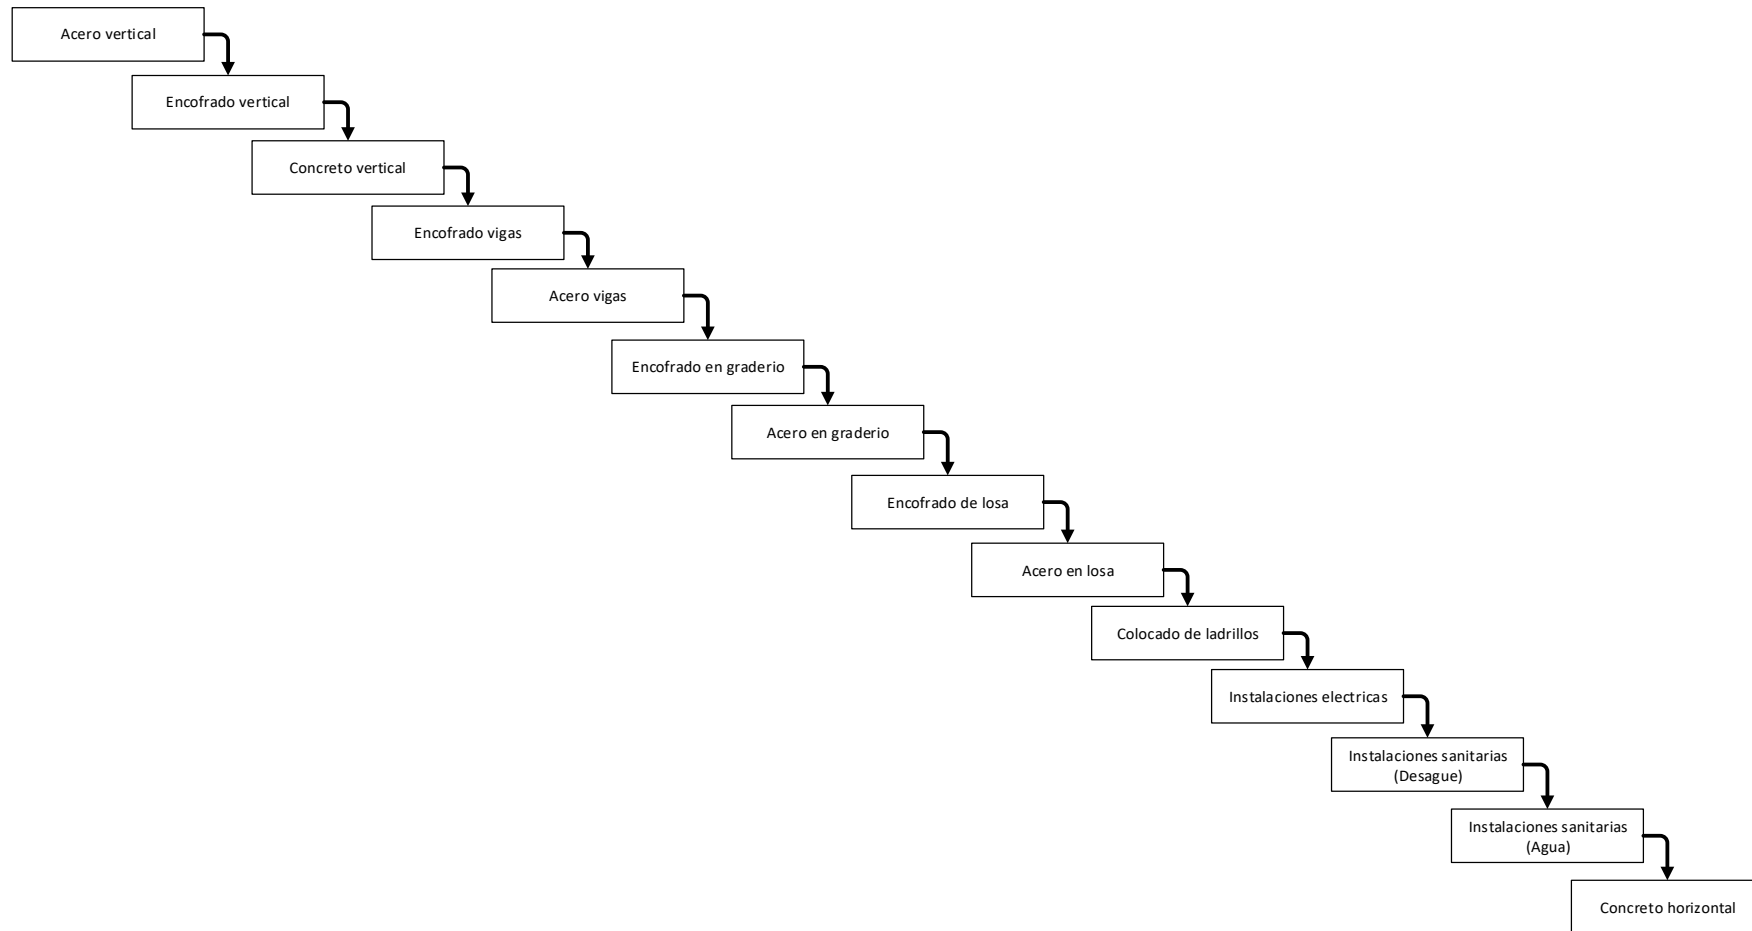 Acero vertical
Encofrado vertical
Concreto vertical
Encofrado vigas
Acero vigas
Encofrado en graderio
Acero en graderio
Encofrado de losa
Acero en losa
Colocado de ladrillos
Instalaciones electricas
Instalaciones sanitarias
(Desague)
Instalaciones sanitarias
(Agua)
Concreto horizontal